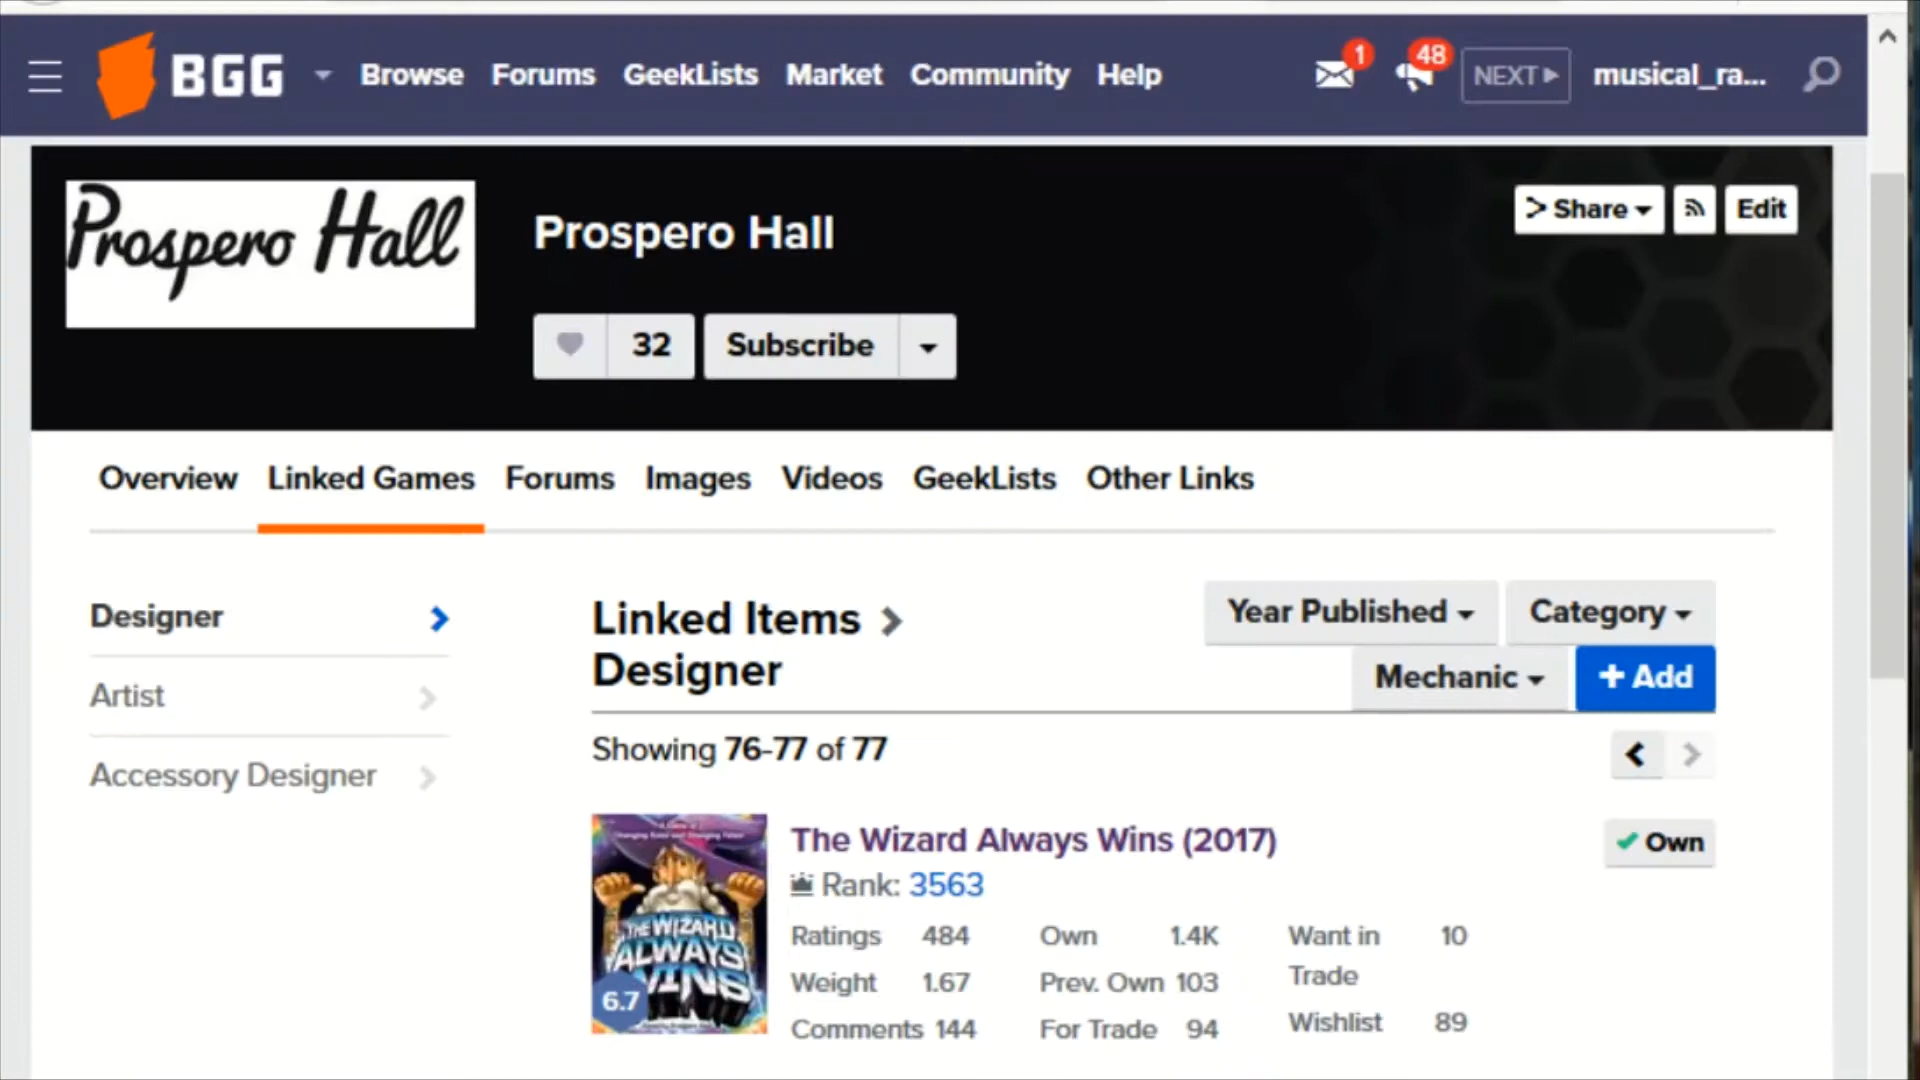 BGG Browse Forums GeekLists Market Community Help 1 48 NEXT musical_ra...
Prospero Hall
Prospero Hall
Share Edit
32 Subscribe
Overview Linked Games Forums Images Videos GeekLists Other Links
Designer
Artist
Accessory Designer
Linked Items
Designer
Year Published Category
Mechanic + Add
Showing 76-77 of 77
THE WIZARD
ALWAYS
WINS
6.7
The Wizard Always Wins (2017)
Own
Rank: 3563
Ratings 484 Own 1.4K Want in Trade 10
Weight 1.67 Prev. Own 103
Comments 144 For Trade 94 Wishlist 89